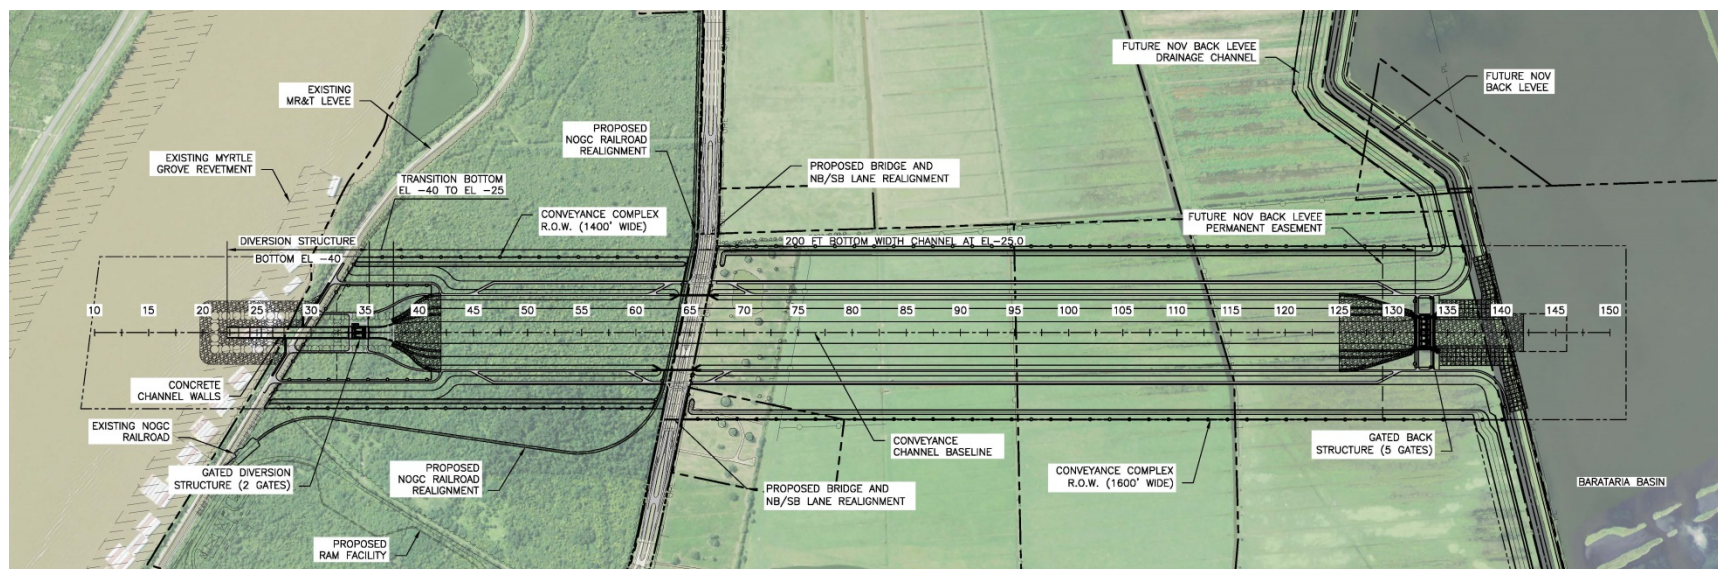 FUTURE NOV BACK LEVEE
DRAINAGE CHANNEL
FUTURE NOV
BACK LEVEE
EXISTING
MR&T LEVEE
PROPOSED
NOGC RAILROAD
REALIGNMENT
EXISTING MYRTLE
GROVE REVETMENT
TRANSITION BOTTOM
EL -40 TO EL -25
PROPOSED BRIDGE AND
NB/SB LANE REALIGNMENT
CONVEYANCE COMPLEX
R.O.W. (1400' WIDE)
FUTURE NOV BACK LEVEE
PERMANENT EASEMENT
DIVERSION STRUCTURE
BOTTOM EL -40
200 FT BOTTOM WIDTH CHANNEL AT EL-25.0
10 15 20 25 30 35 40 45 50 55 60 65 70 75 80 85 90 95 100 105 110 115 120 125 130 135 140 145 150
CONCRETE
CHANNEL WALLS
EXISTING NOGC
RAILROAD
GATED DIVERSION
STRUCTURE (2 GATES)
PROPOSED
NOGC RAILROAD
REALIGNMENT
CONVEYANCE
CHANNEL BASELINE
GATED BACK
STRUCTURE (5 GATES)
CONVEYANCE COMPLEX
R.O.W. (1600' WIDE)
PROPOSED BRIDGE AND
NB/SB LANE REALIGNMENT
BARATARIA BASIN
PROPOSED
RAM FACILITY